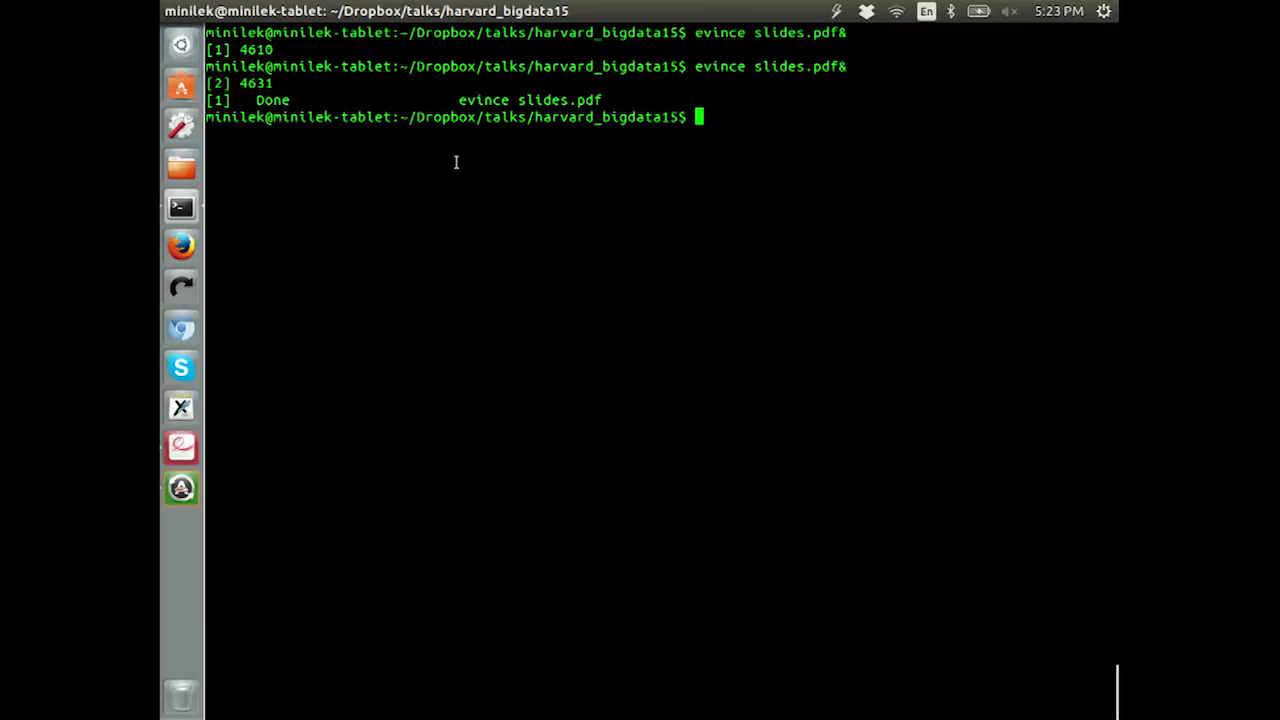 minilek@minilek-tablet: ~/Dropbox/talks/harvard_bigdata15 En 5:23 PM
minilek@minilek-tablet:~/Dropbox/talks/harvard_bigdata15$ evince slides.pdf&
[1] 4610
minilek@minilek-tablet:~/Dropbox/talks/harvard_bigdata15$ evince slides.pdf&
[2] 4631
[1]   Done                    evince slides.pdf
minilek@minilek-tablet:~/Dropbox/talks/harvard_bigdata15$